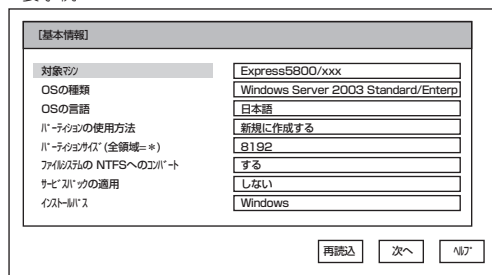 [基本情報]
対象ﾏｼﾝ Express5800/xxx
OSの種類 Windows Server 2003 Standard/Enterp
OSの言語 日本語
ﾊﾟｰﾃｨｼｮﾝの使用方法 新規に作成する
ﾊﾟｰﾃｨｼｮﾝｻｲｽﾞ(全領域=*) 8192
ﾌｧｲﾙｼｽﾃﾑの NTFSへのｺﾝﾊﾞｰﾄ する
ｻｰﾋﾞｽﾊﾟｯｸの適用 しない
ｲﾝｽﾄｰﾙﾊﾟｽ Windows
再読込 次へ ﾍﾙﾌﾟ